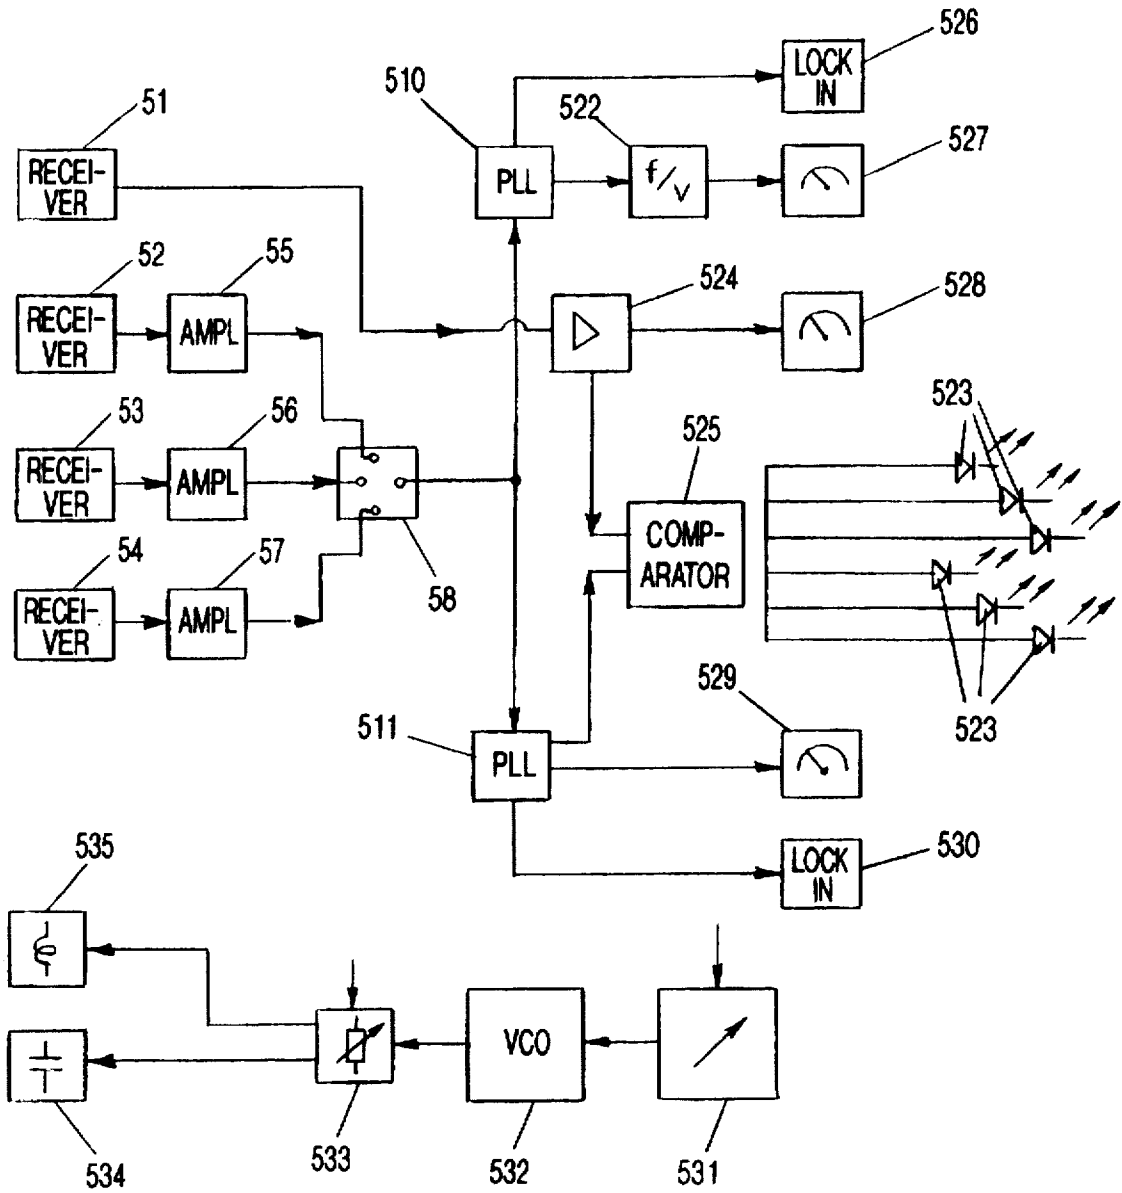 526
LOCK
IN
510
522
51
527
RECEI-
VER
PLL
f/v
52
55
524
528
RECEI-
VER
AMPL
53
56
525
523
RECEI-
VER
AMPL
COMP-
ARATOR
54
57
58
RECEI-
VER
AMPL
529
523
511
PLL
535
530
LOCK
IN
VCO
534
533
532
531